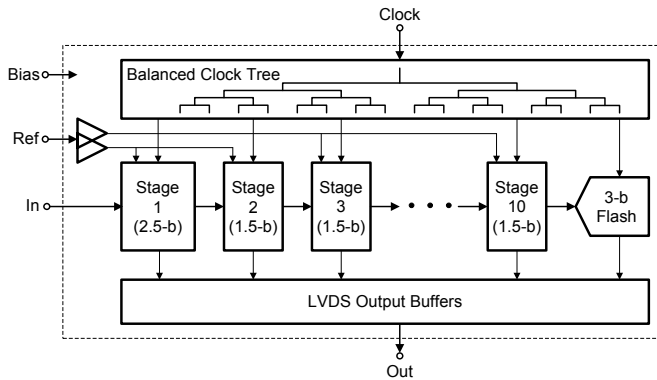 Clock
Bias
Balanced Clock Tree
Ref
In
Stage
1
(2.5-b)
Stage
2
(1.5-b)
Stage
3
(1.5-b)
Stage
10
(1.5-b)
3-b
Flash
LVDS Output Buffers
Out